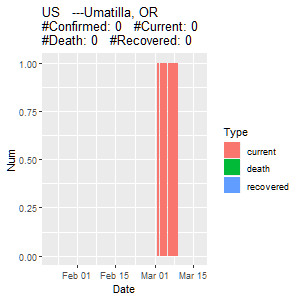 US   ---Umatilla, OR
#Confirmed: 0   #Current: 0
#Death: 0   #Recovered: 0
1.00
0.75
0.50
0.25
0.00
Num
Feb 01
Feb 15
Mar 01
Mar 15
Date
Type
current
death
recovered